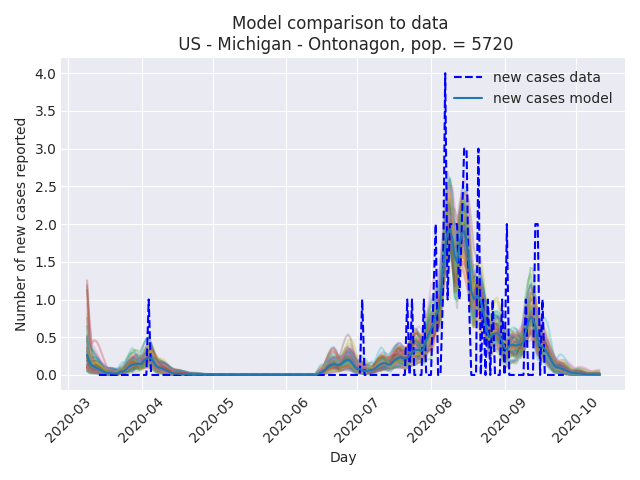 Model comparison to data
US - Michigan - Ontonagon, pop. = 5720
new cases data
new cases model
Number of new cases reported
4.0
3.5
3.0
2.5
2.0
1.5
1.0
0.5
0.0
2020-03
2020-04
2020-05
2020-06
2020-07
2020-08
2020-09
2020-10
Day